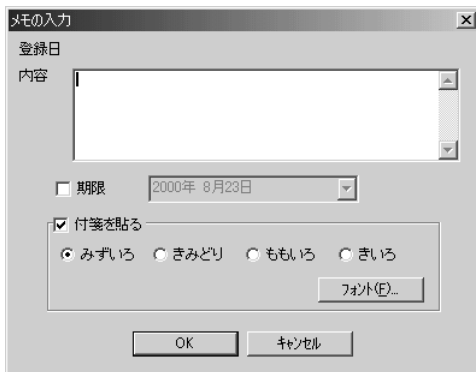 メモの入力
登録日
内容
期限 2000年 8月23日
付箋を貼る
みずいろ きみどり ももいろ きいろ
フォント(F)...
OK キャンセル